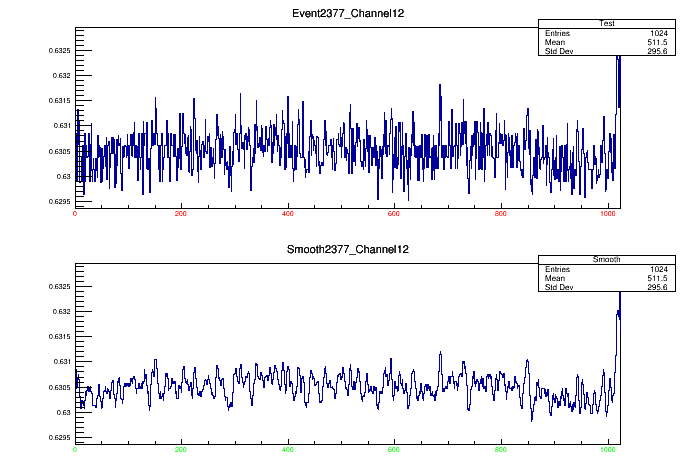 Event2377_Channel12
Test
Entries 1024
Mean 511.5
Std Dev 295.6
0.6325
0.632
0.6315
0.631
0.6305
0.63
0.6295
0 200 400 600 800 1000
Smooth2377_Channel12
Smooth
Entries 1024
Mean 511.5
Std Dev 295.6
0.6325
0.632
0.6315
0.631
0.6305
0.63
0.6295
0 200 400 600 800 1000